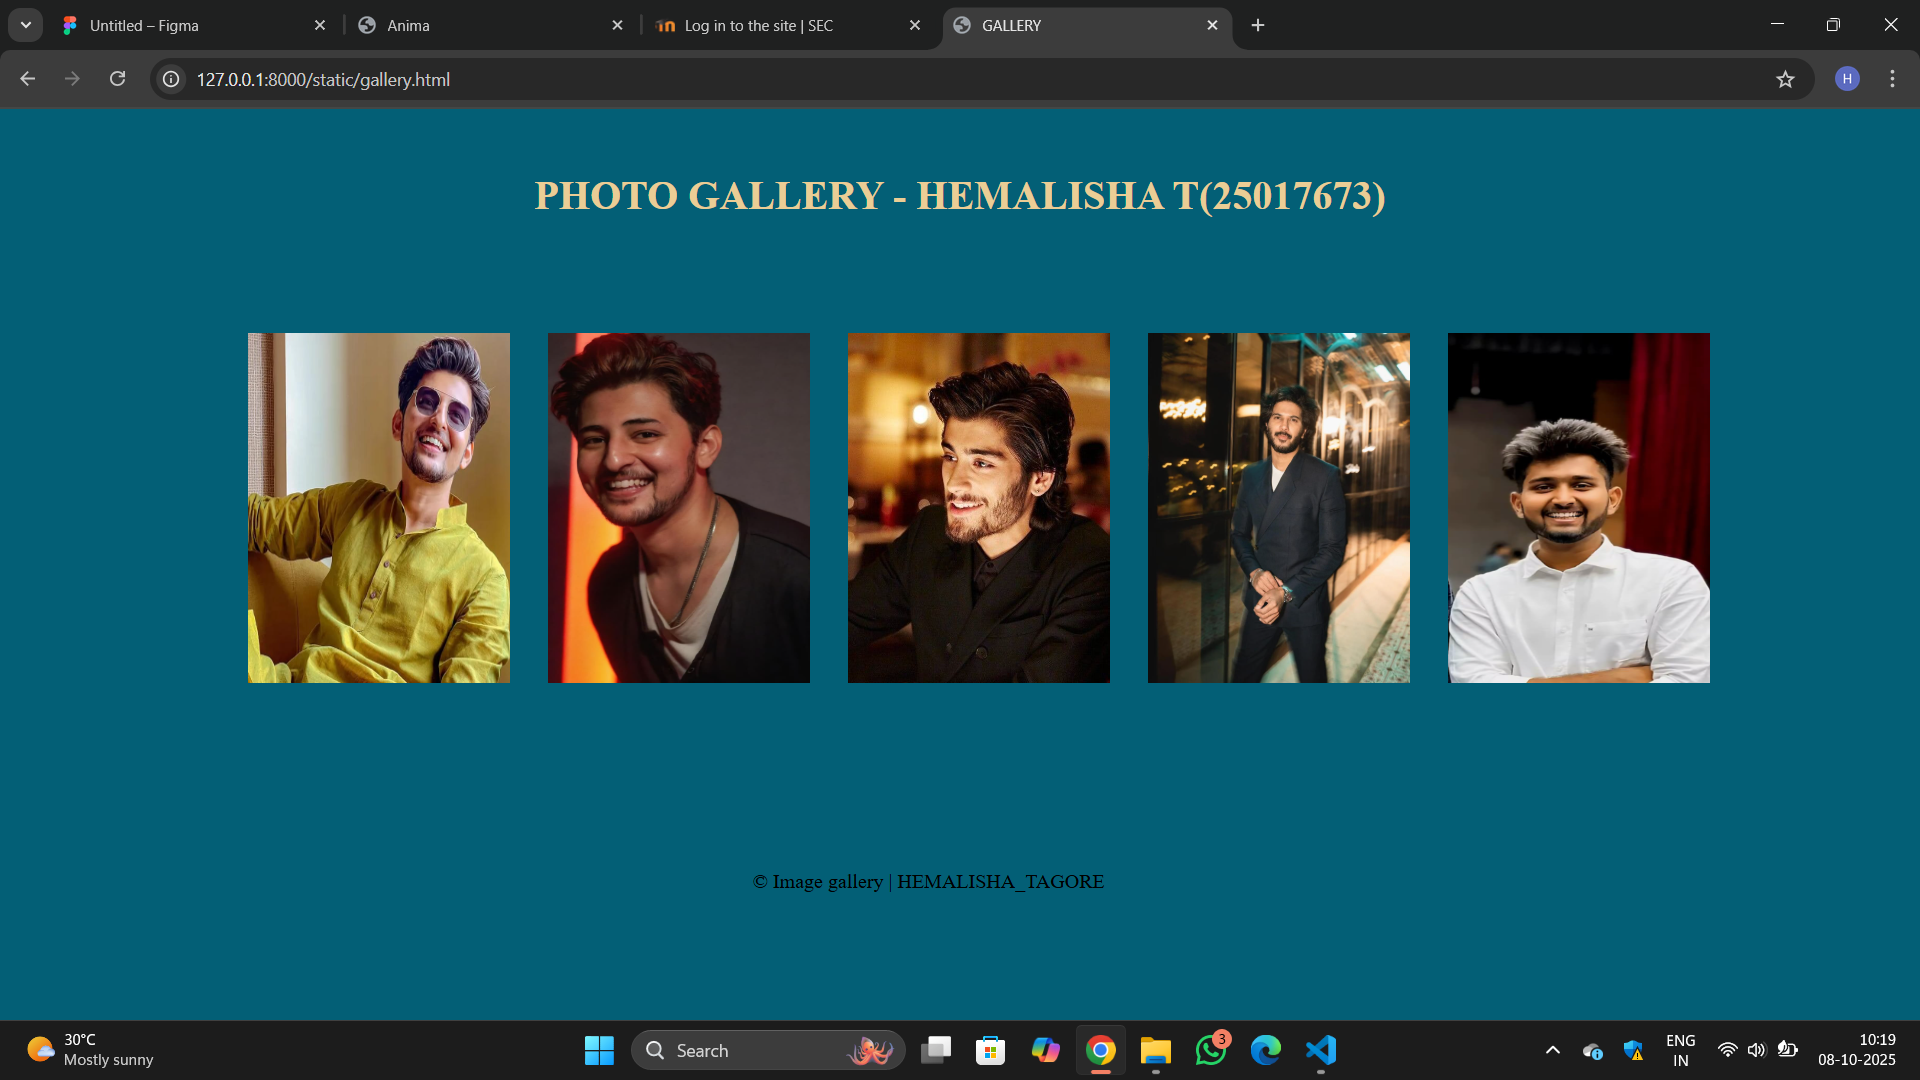 Untitled – Figma
Anima
Log in to the site | SEC
GALLERY
127.0.0.1:8000/static/gallery.html
H
PHOTO GALLERY - HEMALISHA T(25017673)
© Image gallery | HEMALISHA_TAGORE
30°C
Mostly sunny
Search
3
ENG
IN
10:19
08-10-2025